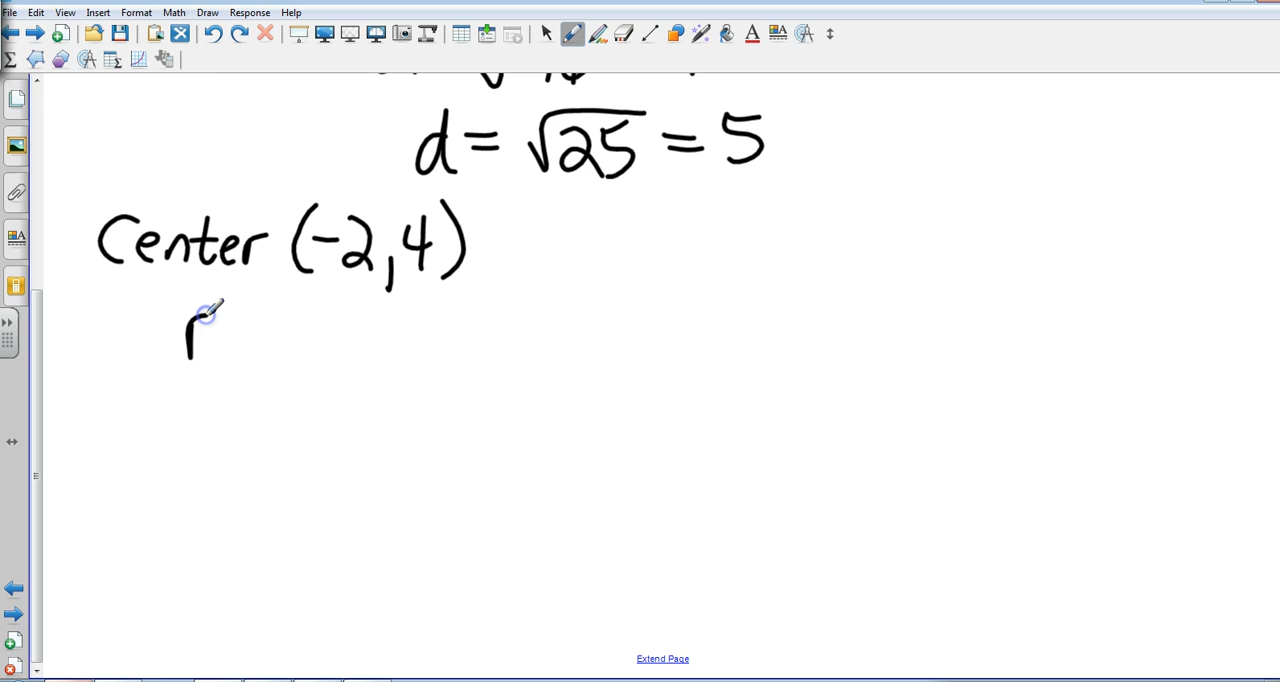 File Edit View Insert Format Math Draw Response Help
d = √25 = 5
Center (-2,4)
r
Extend Page